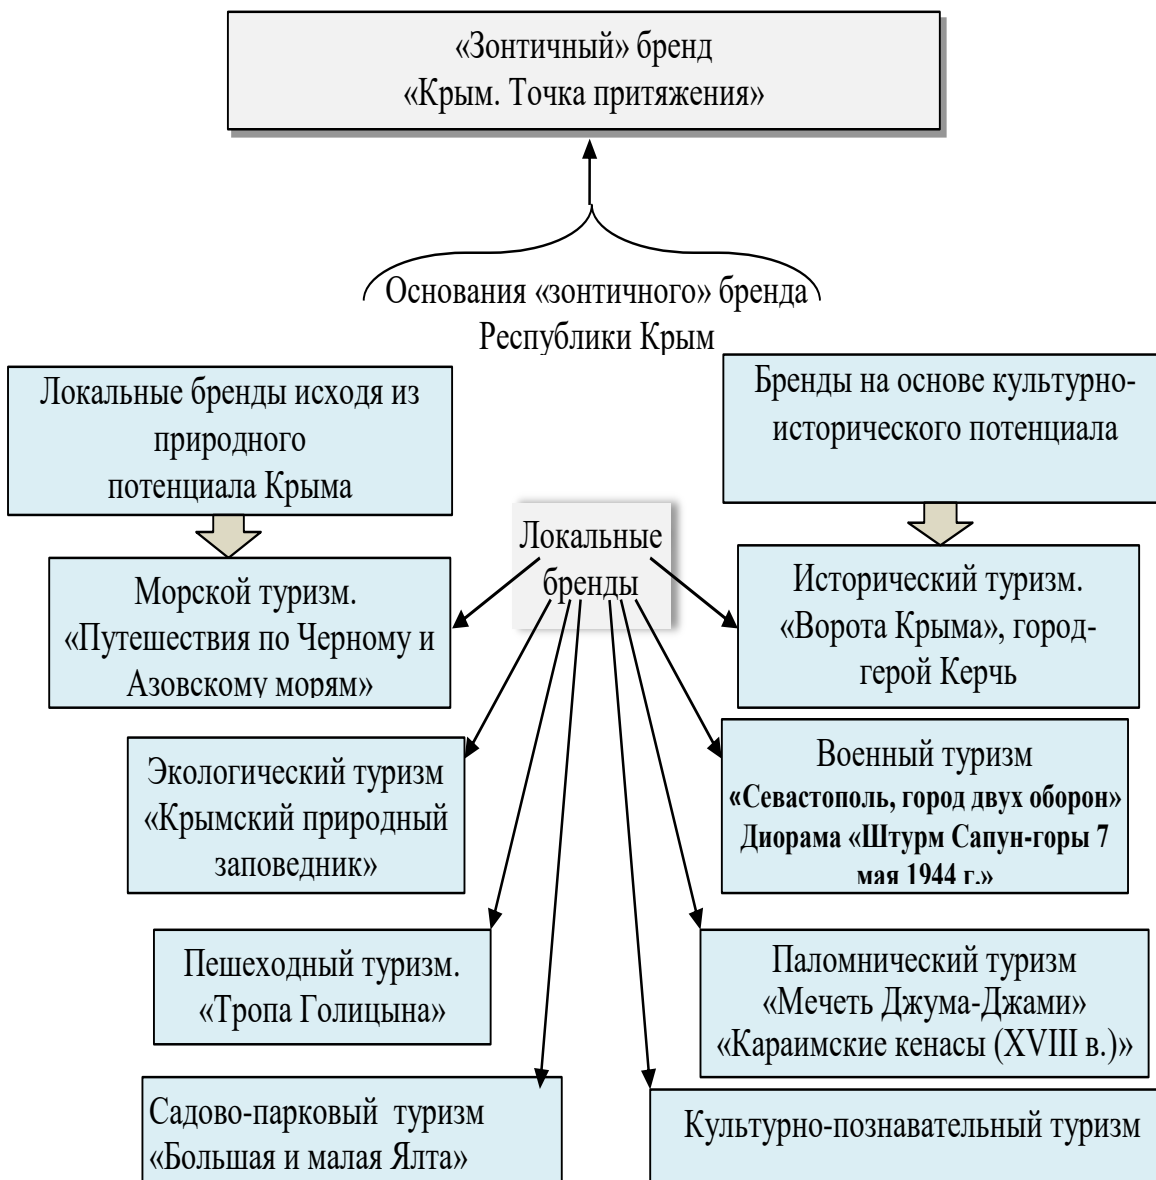 «Зонтичный» бренд
«Крым. Точка притяжения»
Основания «зонтичного» бренда
Республики Крым
Локальные бренды исходя из
природного
потенциала Крыма
Бренды на основе культурно-
исторического потенциала
Локальные
бренды
Морской туризм.
«Путешествия по Черному и
Азовскому морям»
Исторический туризм.
«Ворота Крыма», город-
герой Керчь
Экологический туризм
«Крымский природный
заповедник»
Военный туризм
«Севастополь, город двух оборон»
Диорама «Штурм Сапун-горы 7
мая 1944 г.»
Пешеходный туризм.
«Тропа Голицына»
Паломнический туризм
«Мечеть Джума-Джами»
«Караимские кенасы (XVIII в.)»
Садово-парковый туризм
«Большая и малая Ялта»
Культурно-познавательный туризм